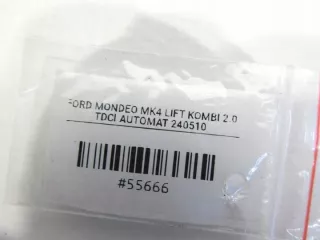 FORD MONDEO MK4 LIFT KOMBI 2.0
TDCI AUTOMAT 240510
#55666